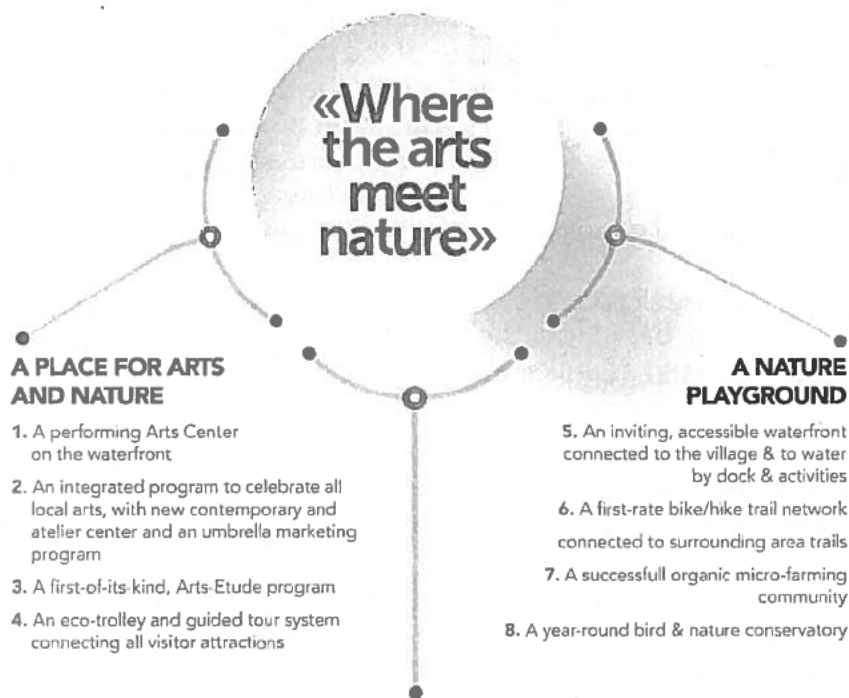 «Where
the arts
meet
nature»
A PLACE FOR ARTS
AND NATURE
1. A performing Arts Center
on the waterfront
2. An integrated program to celebrate all
local arts, with new contemporary and
atelier center and an umbrella marketing
program
3. A first-of-its-kind, Arts-Etude program
4. An eco-trolley and guided tour system
connecting all visitor attractions
A NATURE
PLAYGROUND
5. An inviting, accessible waterfront
connected to the village & to water
by dock & activities
6. A first-rate bike/hike trail network
connected to surrounding area trails
7. A successfull organic micro-farming
community
8. A year-round bird & nature conservatory